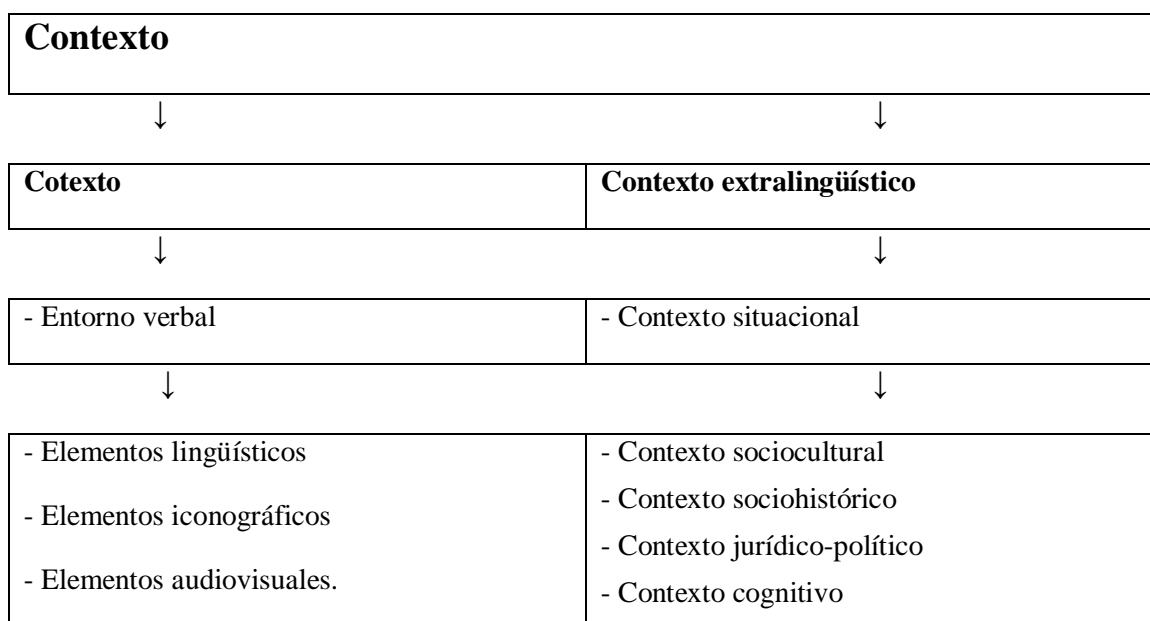 Contexto
↓ ↓
Cotexto Contexto extralingüístico
↓ ↓
- Entorno verbal - Contexto situacional
↓ ↓
- Elementos lingüísticos
- Elementos iconográficos
- Elementos audiovisuales.
- Contexto sociocultural
- Contexto sociohistórico
- Contexto jurídico-político
- Contexto cognitivo